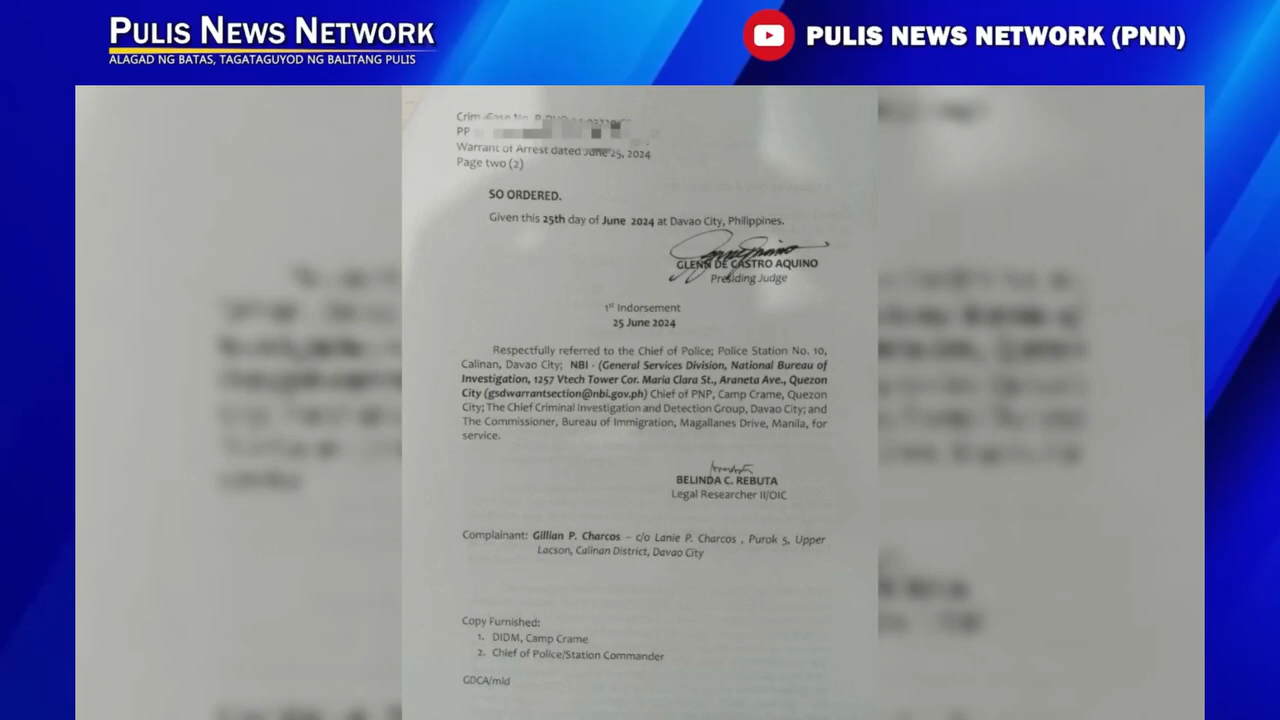 PULIS NEWS NETWORK
ALAGAD NG BATAS, TAGATAGUYOD NG BALITANG PULIS
PULIS NEWS NETWORK (PNN)
Crim Case No.
PP
Warrant of Arrest dated June 25, 2024
Page two (2)
SO ORDERED.
Given this 25th day of June 2024 at Davao City, Philippines.
GLENN DE CASTRO AQUINO
Presiding Judge
1st Indorsement
25 June 2024
Respectfully referred to the Chief of Police; Police Station No. 10,
Calinan, Davao City; NBI - (General Services Division, National Bureau of
Investigation, 1257 Vtech Tower Cor. Maria Clara St., Araneta Ave., Quezon
City (gsdwarrantsection@nbi.gov.ph) Chief of PNP, Camp Crame, Quezon
City; The Chief Criminal Investigation and Detection Group, Davao City; and
The Commissioner, Bureau of Immigration, Magallanes Drive, Manila, for
service.
BELINDA C. REBUTA
Legal Researcher II/OIC
Complainant: Gillian P. Charcos – c/o Lanie P. Charcos , Purok 5, Upper
Lacson, Calinan District, Davao City
Copy Furnished:
1. DIDM, Camp Crame
2. Chief of Police/Station Commander
GDCA/mld